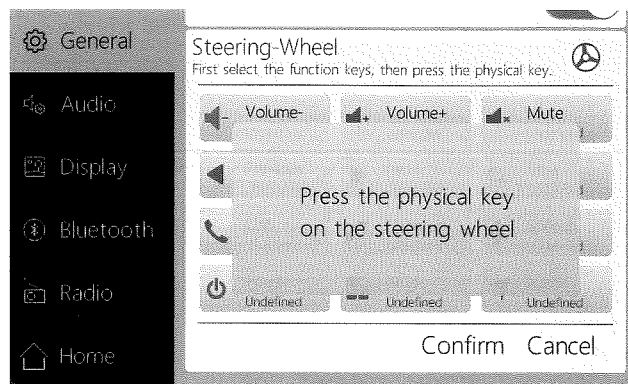 General
Audio
Display
Bluetooth
Radio
Home
Steering-Wheel
First select the function keys, then press the physical key.
Volume- Volume+ Mute
Press the physical key
on the steering wheel
Undefined Undefined Undefined
Confirm Cancel